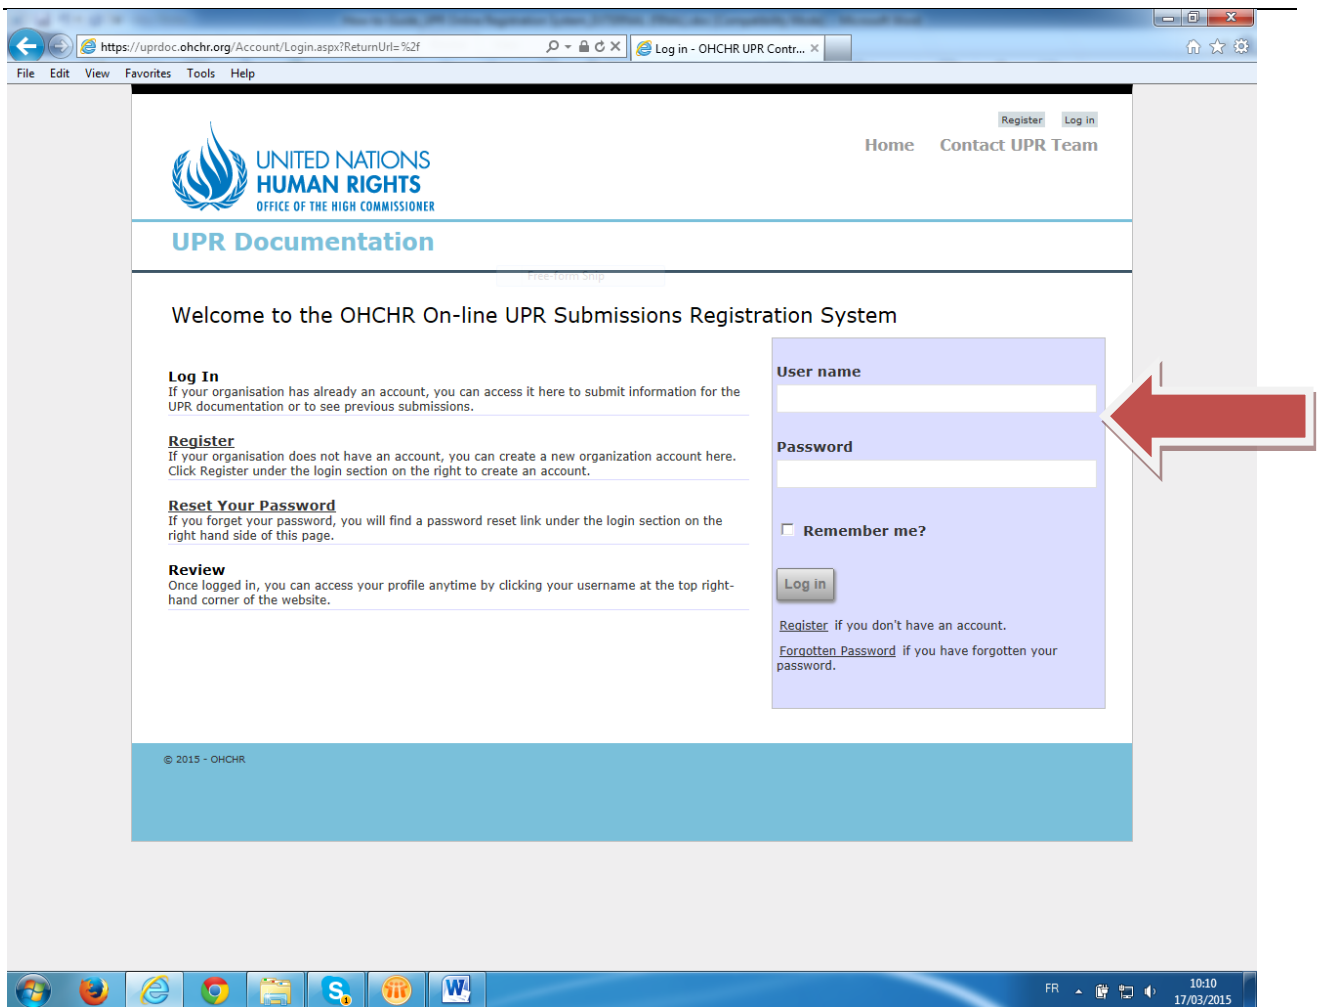 https://uprdoc.ohchr.org/Account/Login.aspx?ReturnUrl=%2f
Log in - OHCHR UPR Contr...
File Edit View Favorites Tools Help
Register Log in
Home Contact UPR Team
UNITED NATIONS
HUMAN RIGHTS
OFFICE OF THE HIGH COMMISSIONER
UPR Documentation
Free-form Snip
Welcome to the OHCHR On-line UPR Submissions Registration System
Log In
If your organisation has already an account, you can access it here to submit information for the
UPR documentation or to see previous submissions.
Register
If your organisation does not have an account, you can create a new organization account here.
Click Register under the login section on the right to create an account.
Reset Your Password
If you forget your password, you will find a password reset link under the login section on the
right hand side of this page.
Review
Once logged in, you can access your profile anytime by clicking your username at the top right-
hand corner of the website.
User name
Password
Remember me?
Log in
Register if you don't have an account.
Forgotten Password if you have forgotten your
password.
© 2015 - OHCHR
FR
10:10
17/03/2015